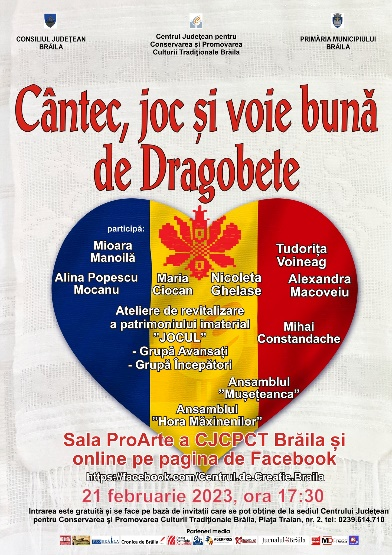 CONSILIUL JUDEȚEAN
BRĂILA
Centrul Județean pentru
Conservarea și Promovarea
Culturii Tradiționale Brăila
PRIMĂRIA MUNICIPIULUI
BRĂILA
Cântec, joc și voie bună
de Dragobete
participă:
Mioara
Manoilă
Tudorița
Voineag
Alina Popescu
Mocanu
Maria
Ciocan
Nicoleta
Ghelase
Alexandra
Macoveiu
Ateliere de revitalizare
a patrimoniului imaterial
"JOCUL"
- Grupă Avansați
- Grupă Începători
Mihai
Constandache
Ansamblul
"Mușețeanca"
Ansamblul
"Hora Măxinenilor"
Sala ProArte a CJCPCT Brăila și
online pe pagina de Facebook
https://facebook.com/Centrul.de.Creatie.Braila
21 februarie 2023, ora 17:30
Intrarea este gratuită și se face pe bază de invitații care se pot obține de la sediul Centrului Județean
pentru Conservarea și Promovarea Culturii Tradiționale Brăila, Piața Traian, nr. 2, tel: 0239.614.710
Parteneri media